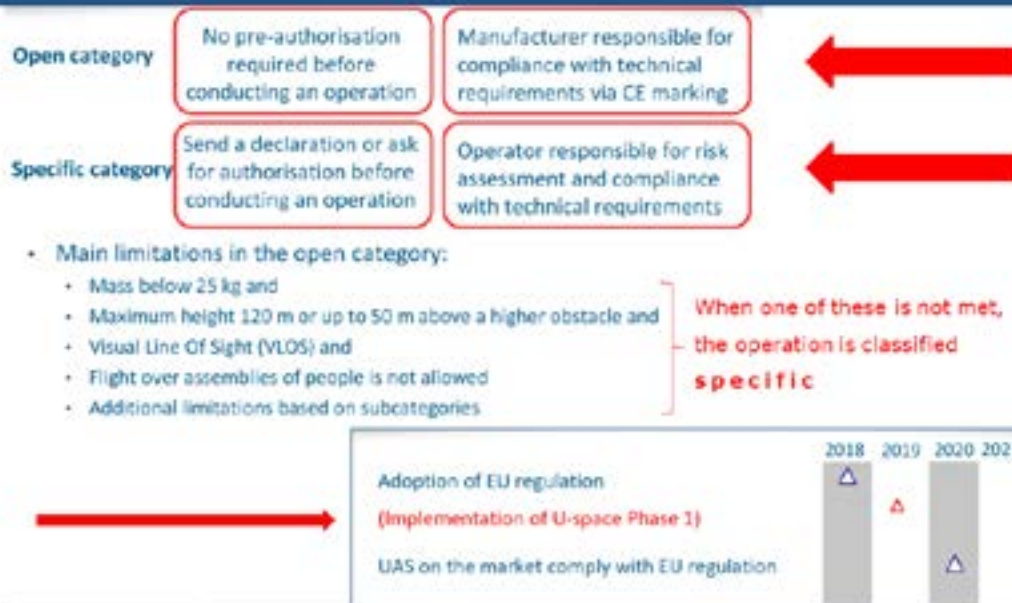 Open category
No pre-authorisation
required before
conducting an operation
Manufacturer responsible for
compliance with technical
requirements via CE marking
Specific category
Send a declaration or ask
for authorisation before
conducting an operation
Operator responsible for risk
assessment and compliance
with technical requirements
• Main limitations in the open category:
• Mass below 25 kg and
• Maximum height 120 m or up to 50 m above a higher obstacle and
• Visual Line Of Sight (VLOS) and
• Flight over assemblies of people is not allowed
• Additional limitations based on subcategories
When one of these is not met,
the operation is classified
specific
2018 2019 2020 202
Adoption of EU regulation
(Implementation of U-space Phase 1)
UAS on the market comply with EU regulation